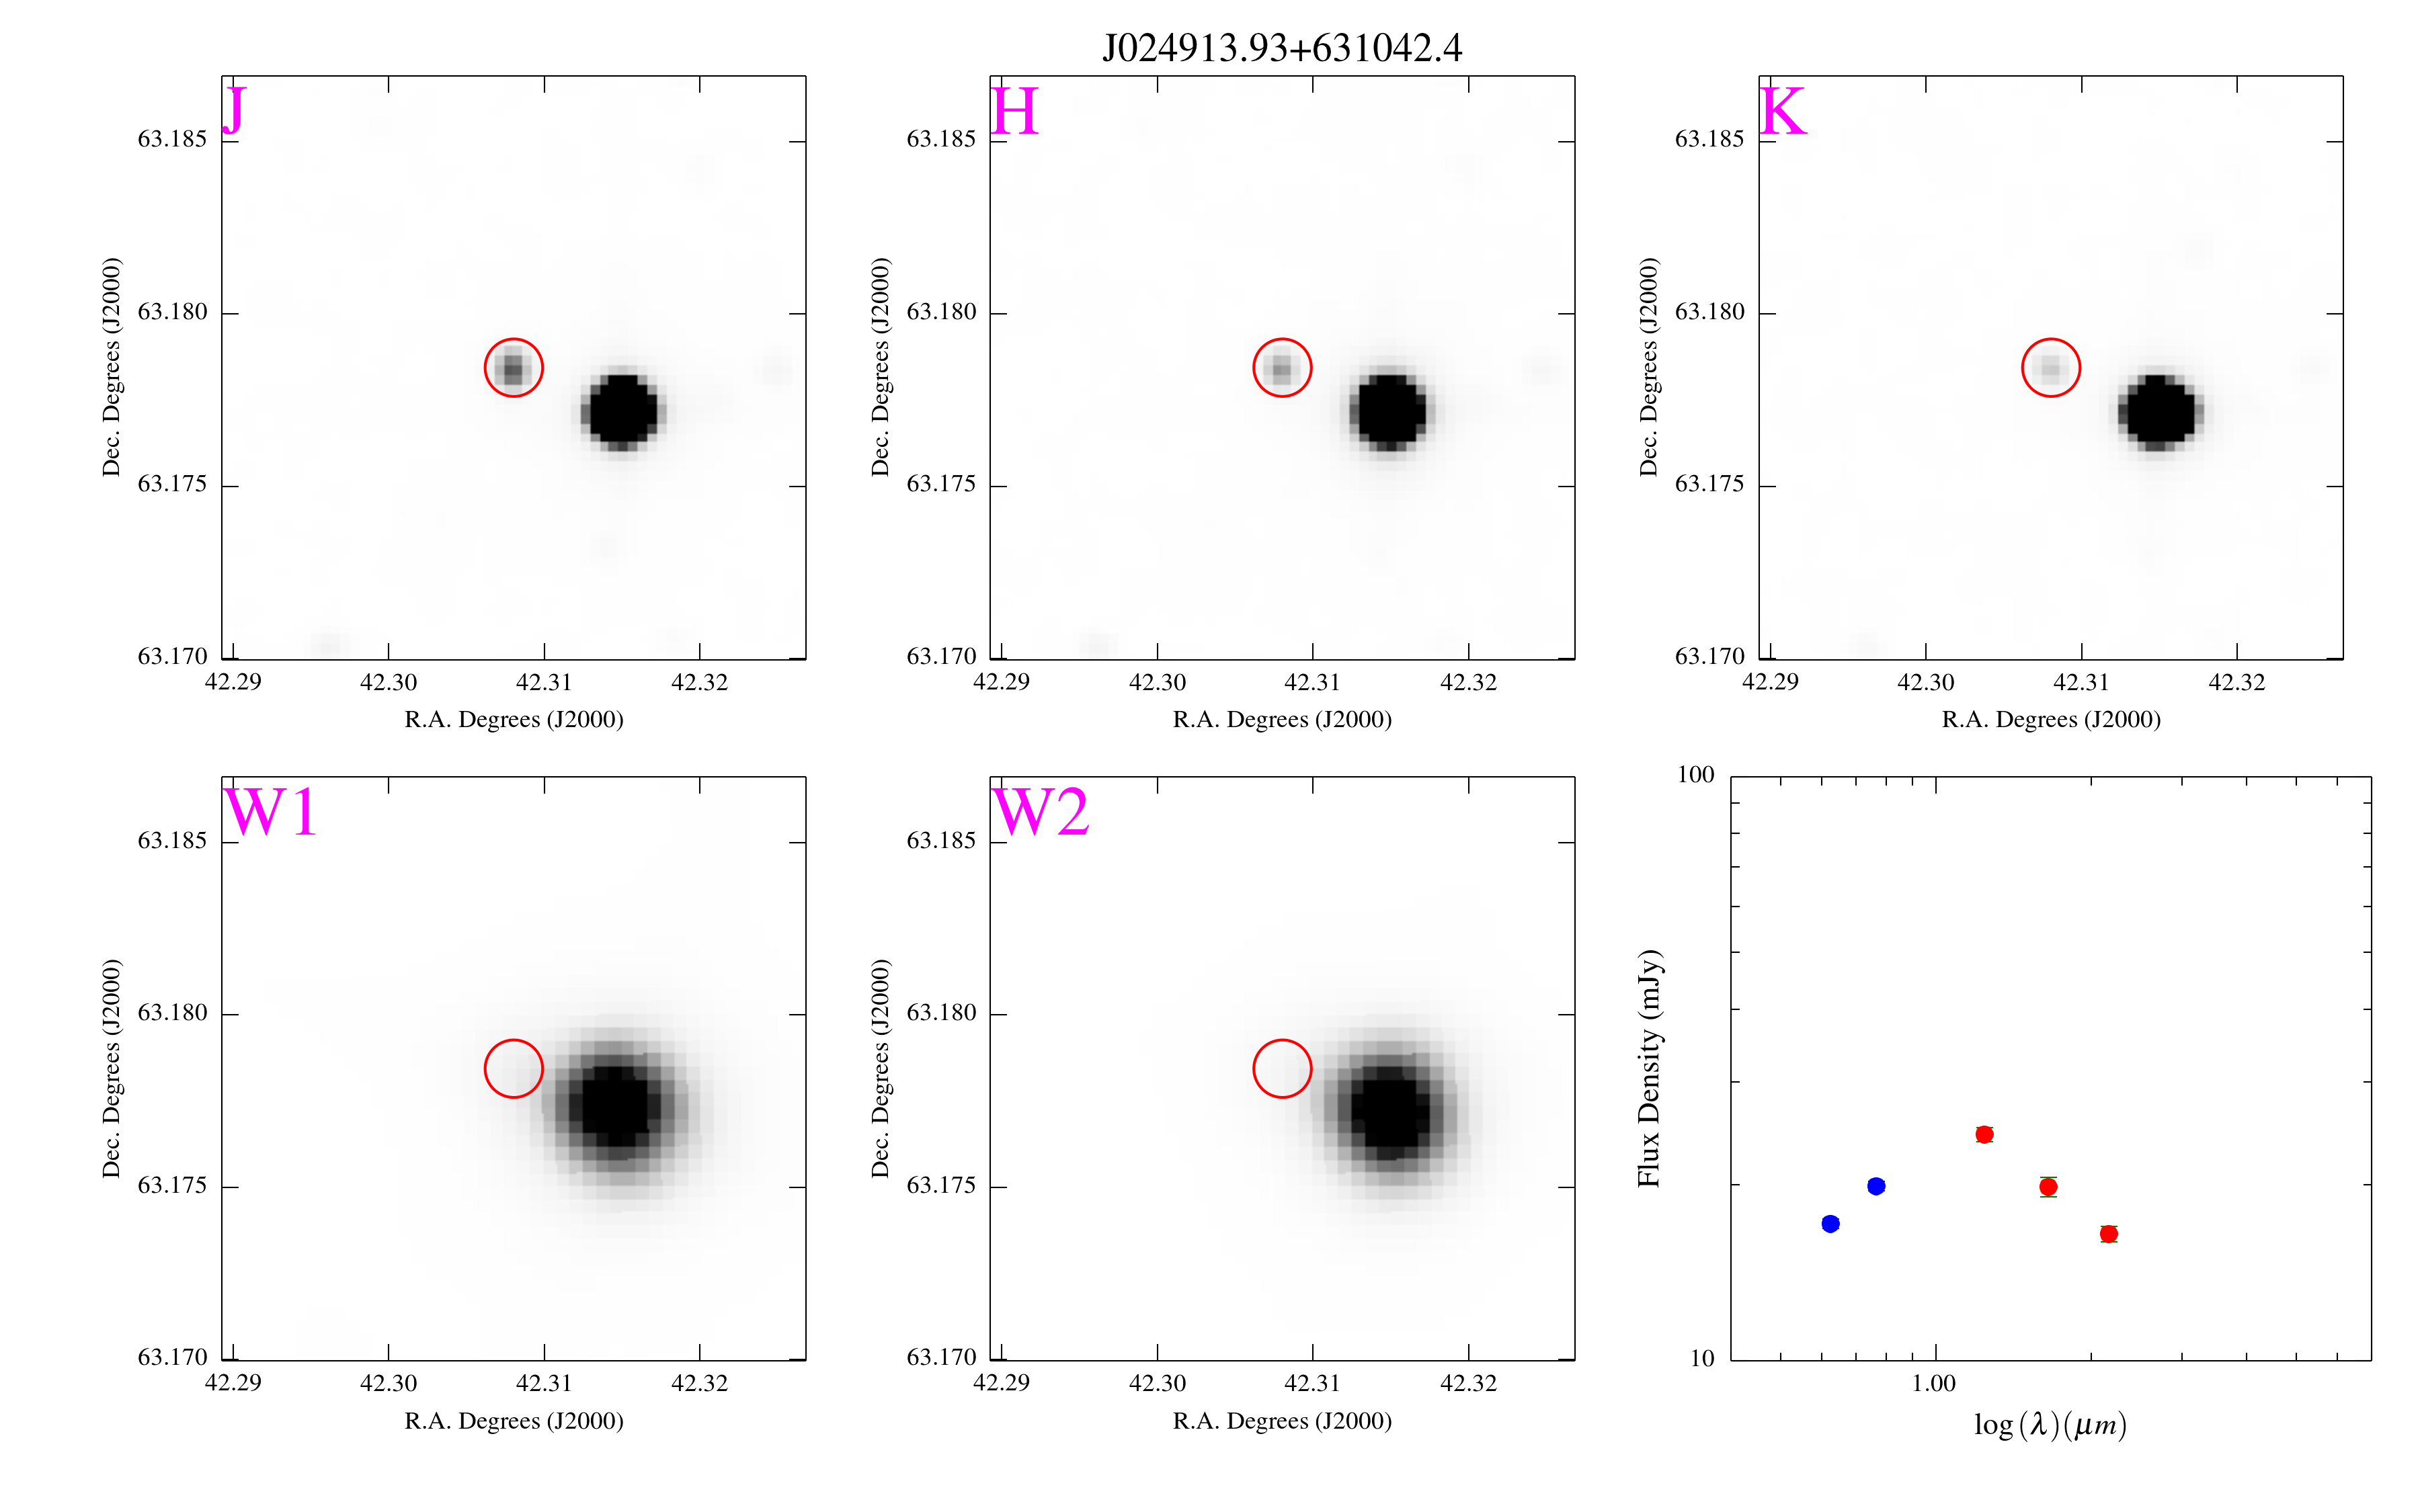 J024913.93+631042.4
J
63.185
63.180
63.175
63.170
Dec. Degrees (J2000)
42.29 42.30 42.31 42.32
R.A. Degrees (J2000)
H
63.185
63.180
63.175
63.170
Dec. Degrees (J2000)
42.29 42.30 42.31 42.32
R.A. Degrees (J2000)
K
63.185
63.180
63.175
63.170
Dec. Degrees (J2000)
42.29 42.30 42.31 42.32
R.A. Degrees (J2000)
W1
63.185
63.180
63.175
63.170
Dec. Degrees (J2000)
42.29 42.30 42.31 42.32
R.A. Degrees (J2000)
W2
63.185
63.180
63.175
63.170
Dec. Degrees (J2000)
42.29 42.30 42.31 42.32
R.A. Degrees (J2000)
100
10
Flux Density (mJy)
1.00
log(λ)(μm)